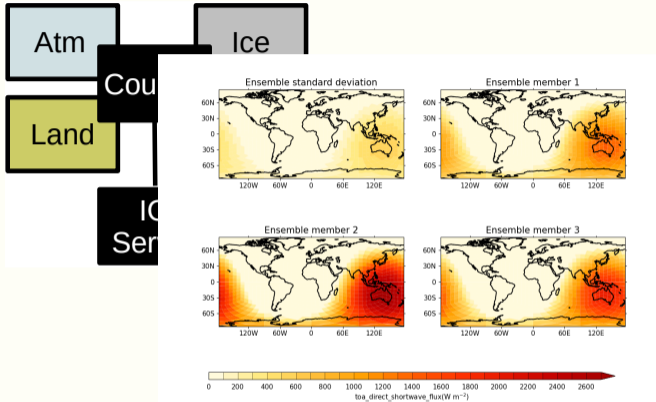 Atm
Ice
Cou
Land
IO
Ser
Ensemble standard deviation
Ensemble member 1
60N
30N
0
30S
60S
120W 60W 0 60E 120E
60N
30N
0
30S
60S
120W 60W 0 60E 120E
Ensemble member 2
Ensemble member 3
60N
30N
0
30S
60S
120W 60W 0 60E 120E
60N
30N
0
30S
60S
120W 60W 0 60E 120E
0 200 400 600 800 1000 1200 1400 1600 1800 2000 2200 2400 2600
toa_direct_shortwave_flux(W m⁻²)